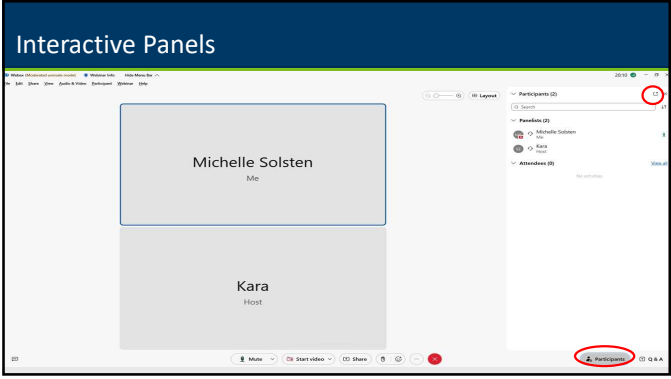 Interactive Panels
Webex (Moderated unmute mode) Webinar Info Hide Menu Bar 20:10
File Edit Share View Audio & Video Participant Webinar Help
Layout
Participants (2)
Search
Panelists (2)
Michelle Solsten
Me
Kara
Host
Attendees (0) View all
No attendees
Michelle Solsten
Me
Kara
Host
Mute Start video Share Participants Q & A